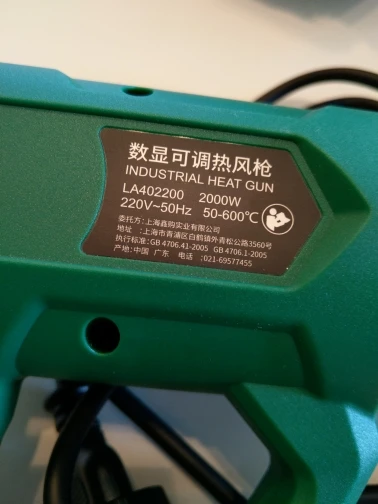 数显可调热风枪
INDUSTRIAL HEAT GUN
LA402200 2000W
220V~50Hz 50-600℃
委托方:上海鑫购实业有限公司
地址:上海市青浦区白鹤镇外青松公路3560号
执行标准:GB 4706.41-2005 GB 4706.1-2005
产地:中国 广东 电话:021-69577455